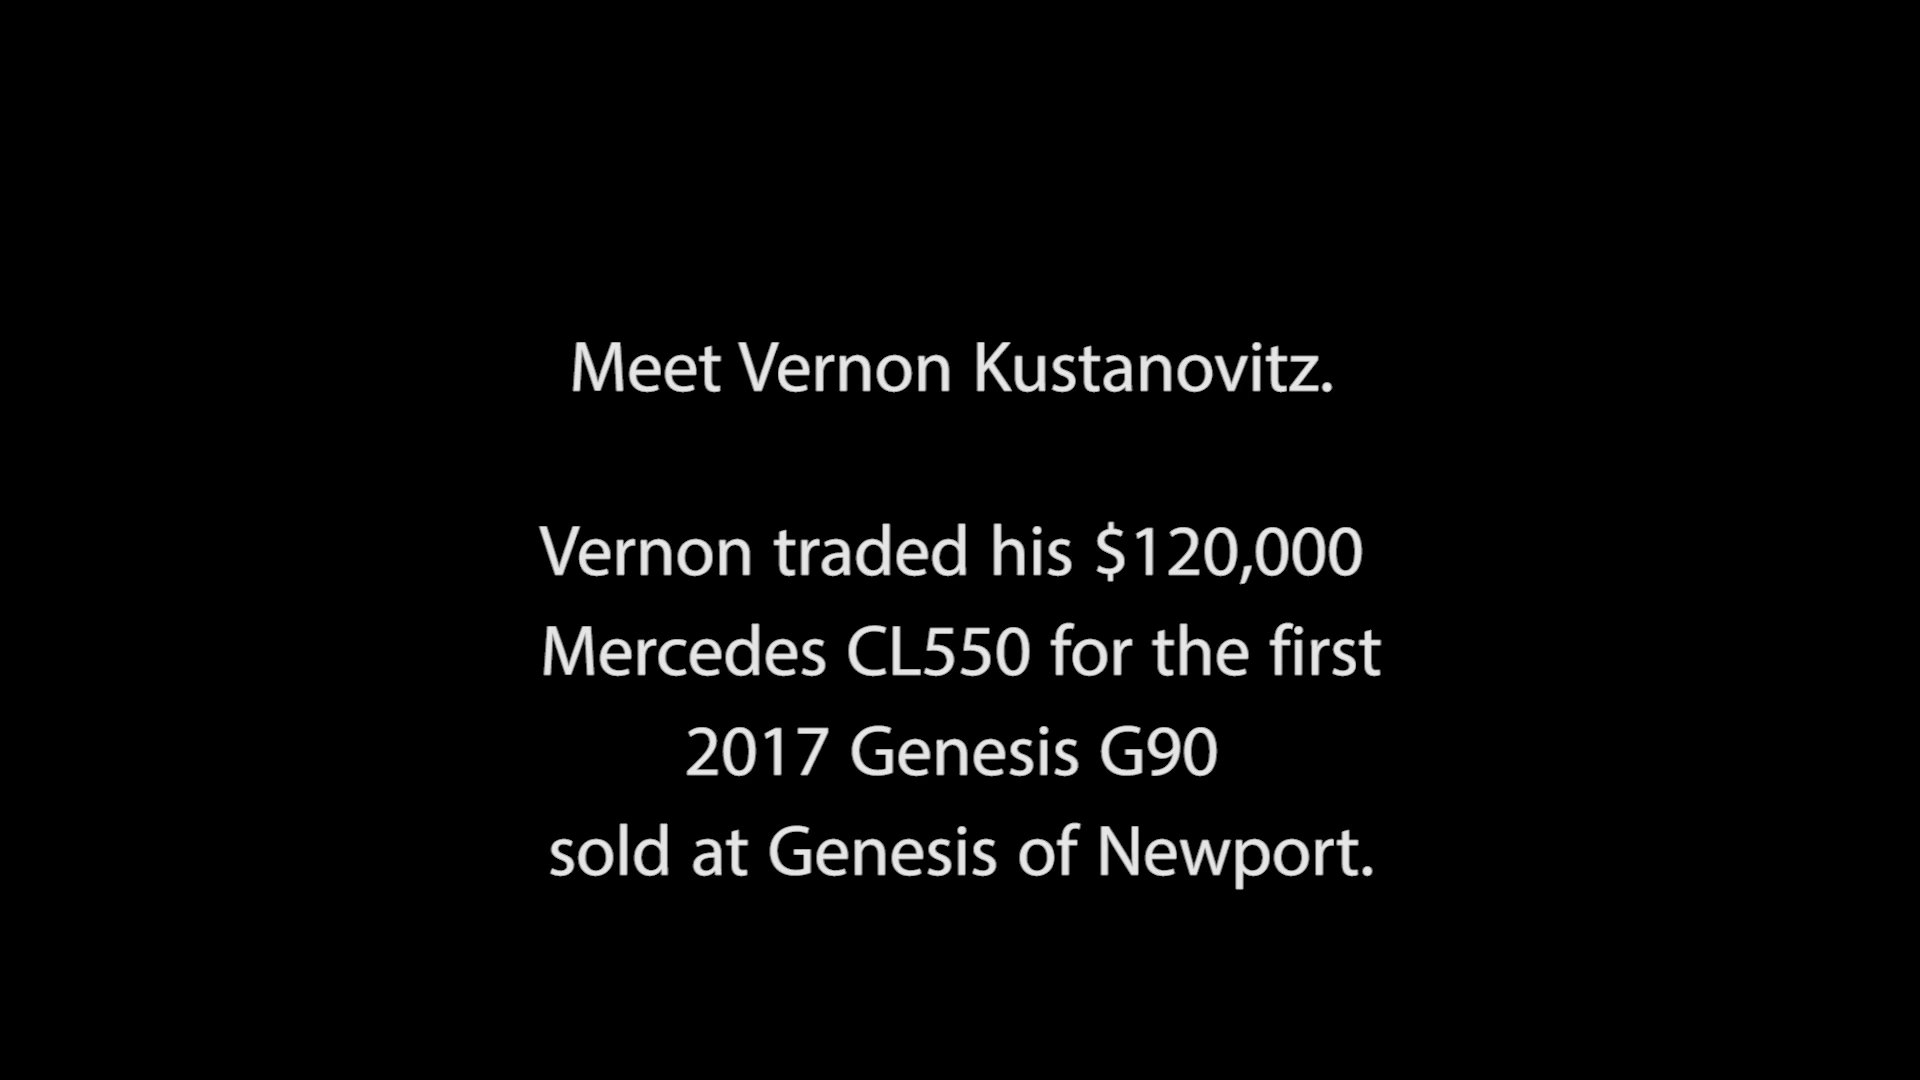 Meet Vernon Kustanovitz.
Vernon traded his $120,000
Mercedes CL550 for the first
2017 Genesis G90
sold at Genesis of Newport.